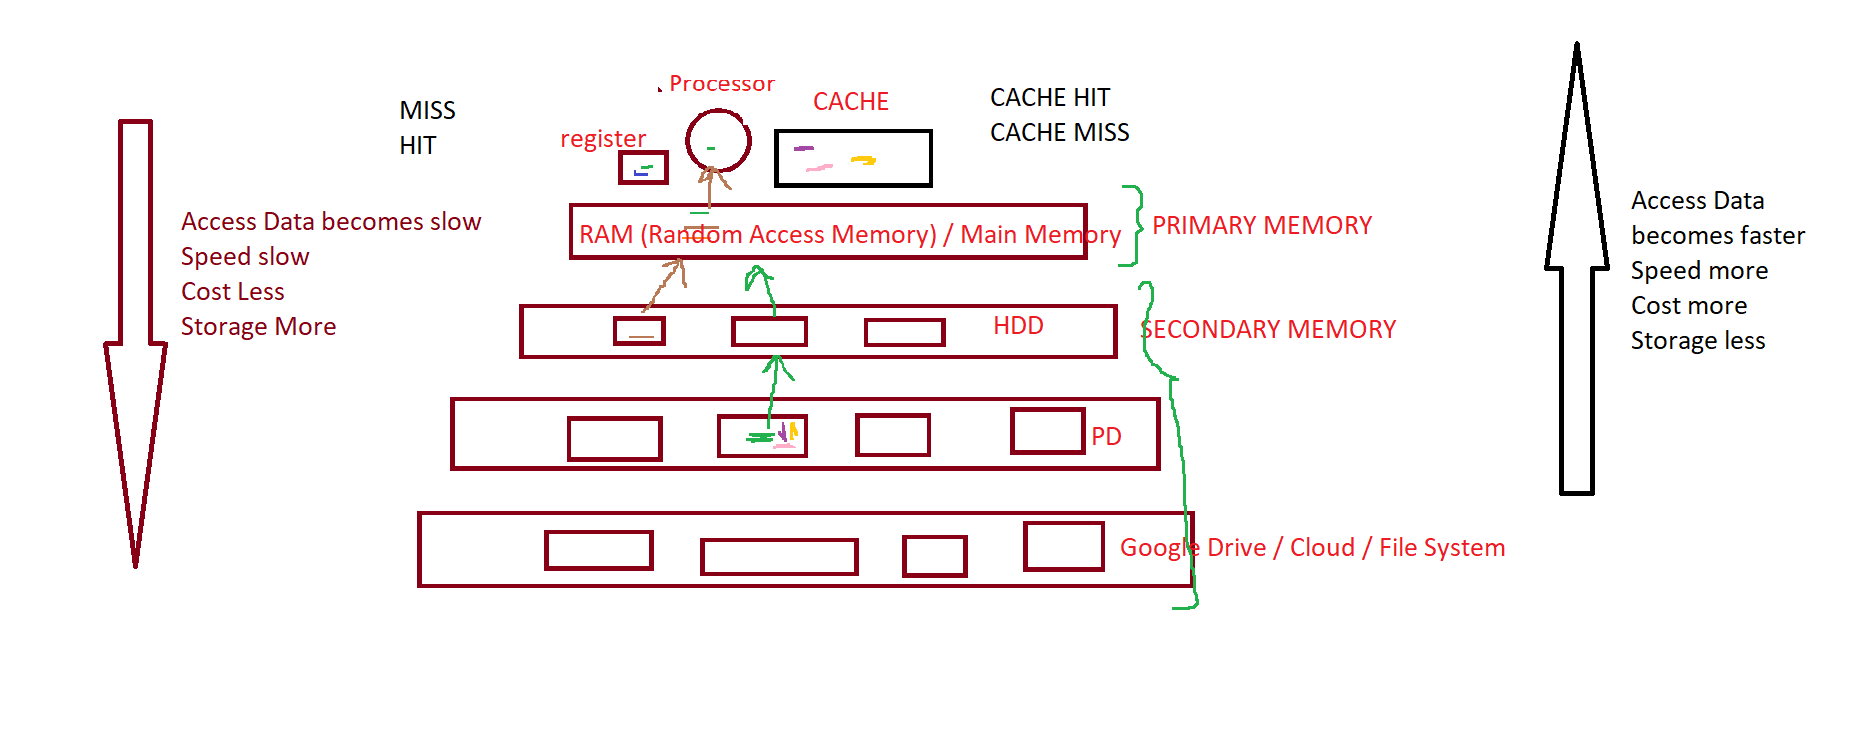 Processor
CACHE
CACHE HIT
CACHE MISS
MISS
HIT
register
Access Data becomes slow
Speed slow
Cost Less
Storage More
RAM (Random Access Memory) / Main Memory
PRIMARY MEMORY
Access Data
becomes faster
Speed more
Cost more
Storage less
HDD
SECONDARY MEMORY
PD
Google Drive / Cloud / File System